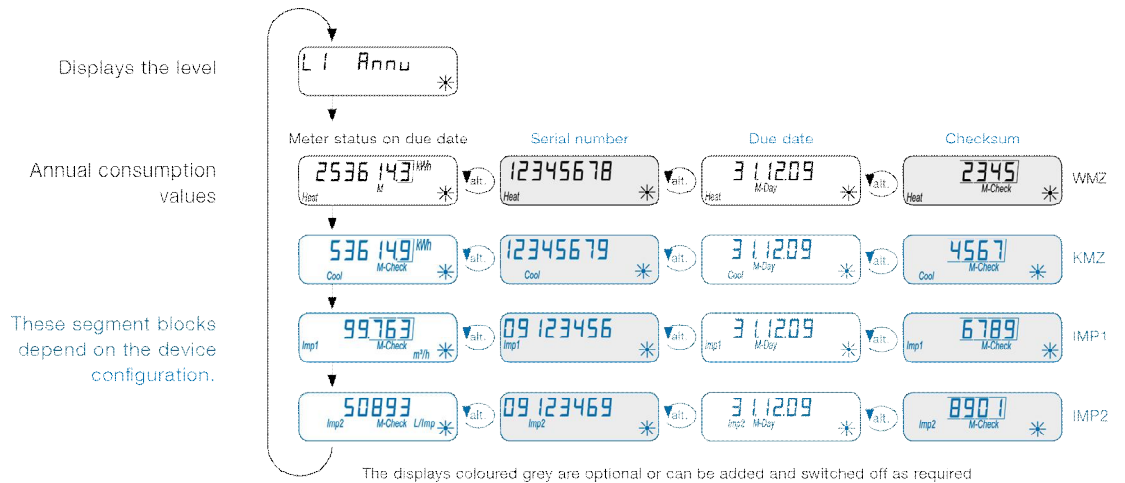 Displays the level
L1 Annu
Meter status on due date Serial number Due date Checksum
Annual consumption
values
253614.3 kWh M Heat alt. 12345678 Heat alt. 31.12.09 M-Day Heat alt. 2345 M-Check Heat WMZ
53614.9 kWh M-Check Cool alt. 12345679 Cool alt. 31.12.09 M-Day Cool alt. 4567 M-Check Cool KMZ
These segment blocks
depend on the device
configuration.
99763 M-Check Imp1 m³/h alt. 09123456 Imp1 alt. 31.12.09 M-Day Imp1 alt. 6789 M-Check Imp1 IMP1
50893 Imp2 M-Check L/Imp alt. 09123469 Imp2 alt. 31.12.09 Imp2 M-Day alt. 8901 Imp2 M-Check IMP2
The displays coloured grey are optional or can be added and switched off as required